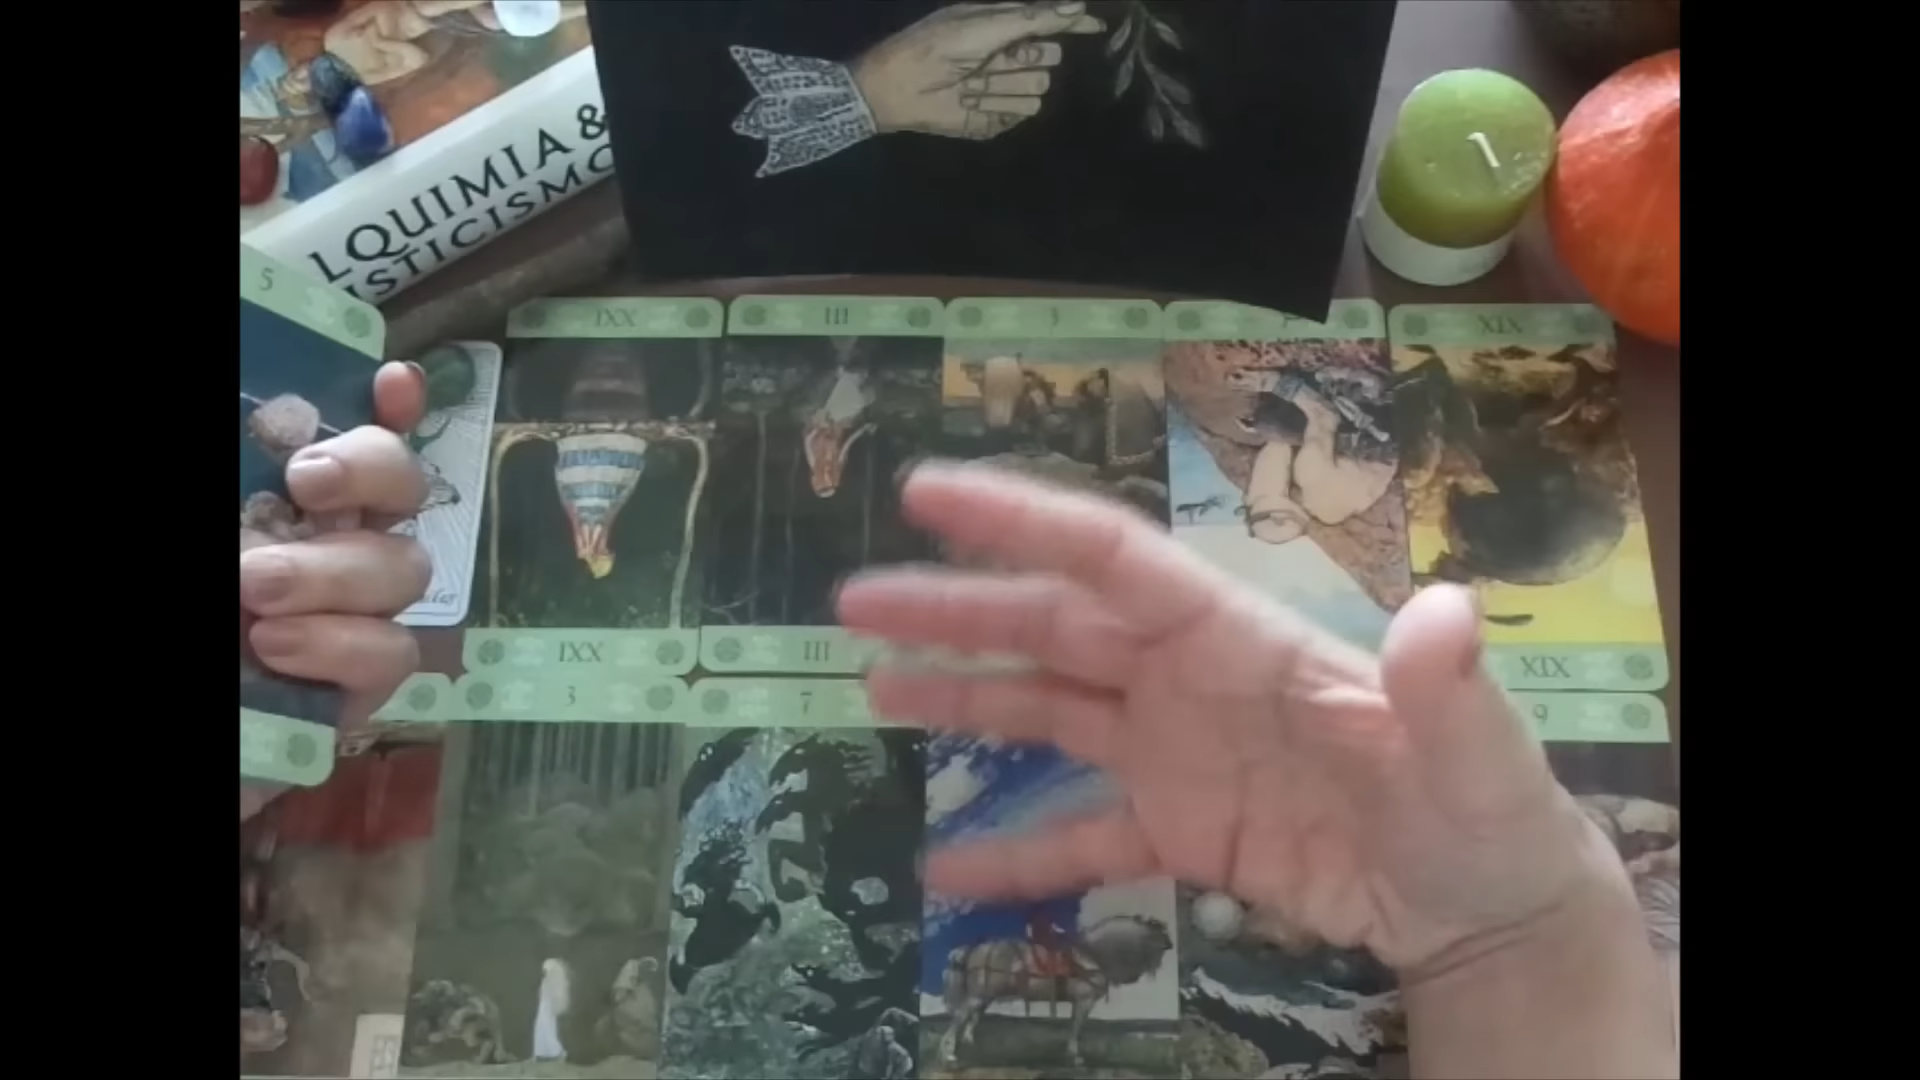 LQUIMIA &
ISTICISMO
5
IXX
III
3
XIX
IXX
III
XIX
3
7
9